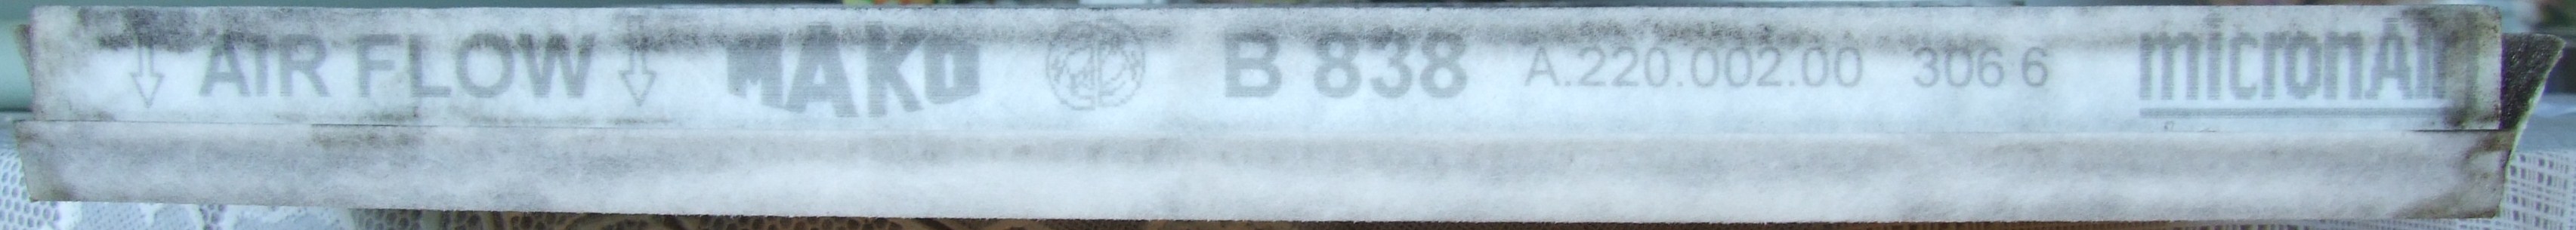 ↓ AIR FLOW ↓ MAKO B 838 A.220.002.00 306 6 micronAir